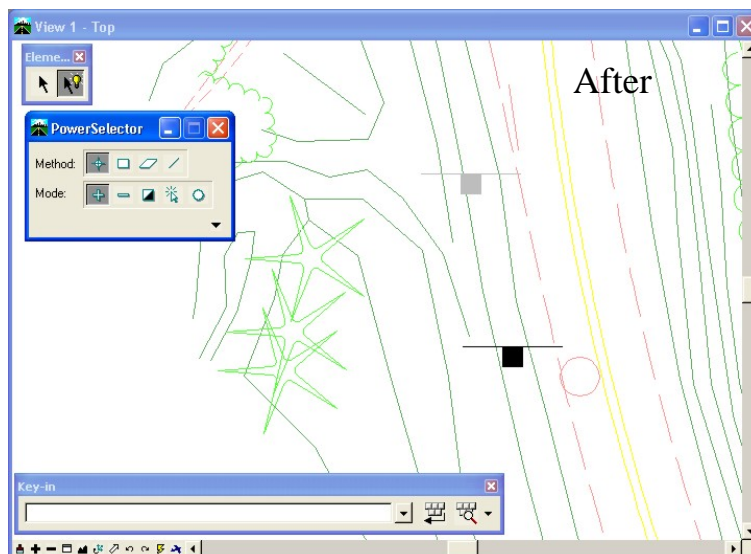 View 1 - Top
Eleme...
After
PowerSelector
Method:
Mode:
Key-in